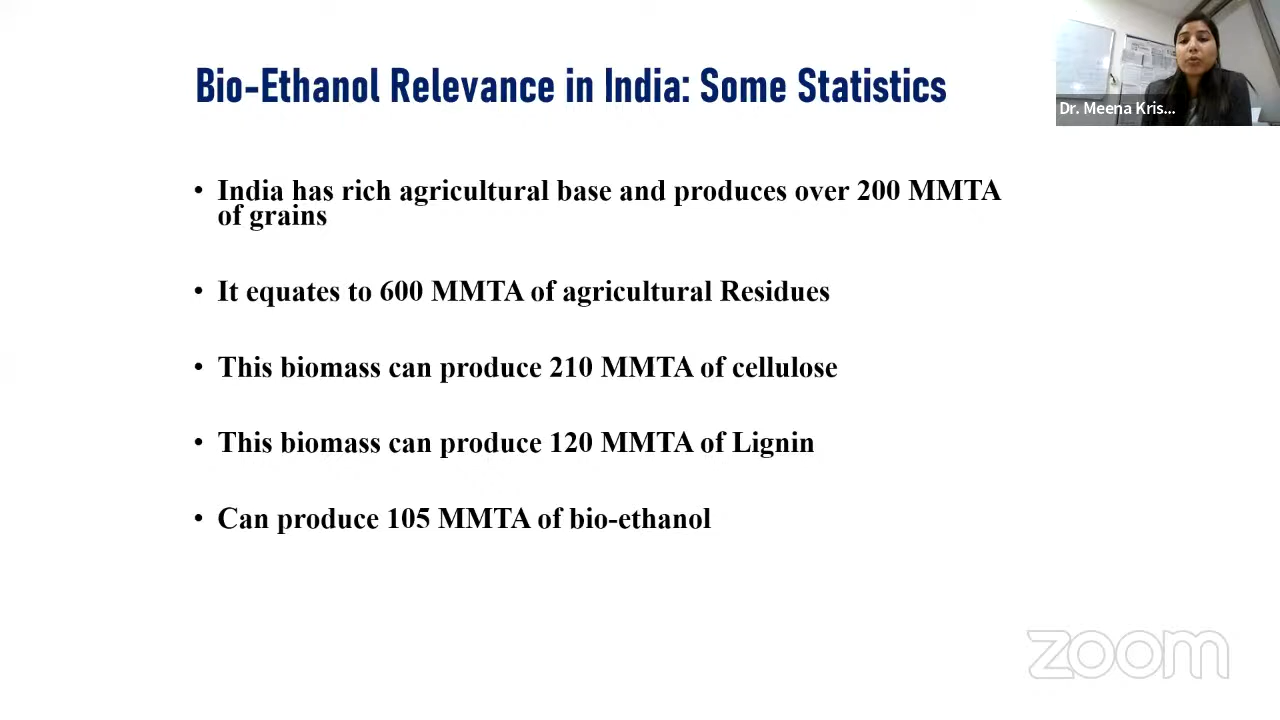 Bio-Ethanol Relevance in India: Some Statistics
Dr. Meena Kris...
• India has rich agricultural base and produces over 200 MMTA
of grains
• It equates to 600 MMTA of agricultural Residues
• This biomass can produce 210 MMTA of cellulose
• This biomass can produce 120 MMTA of Lignin
• Can produce 105 MMTA of bio-ethanol
zoom